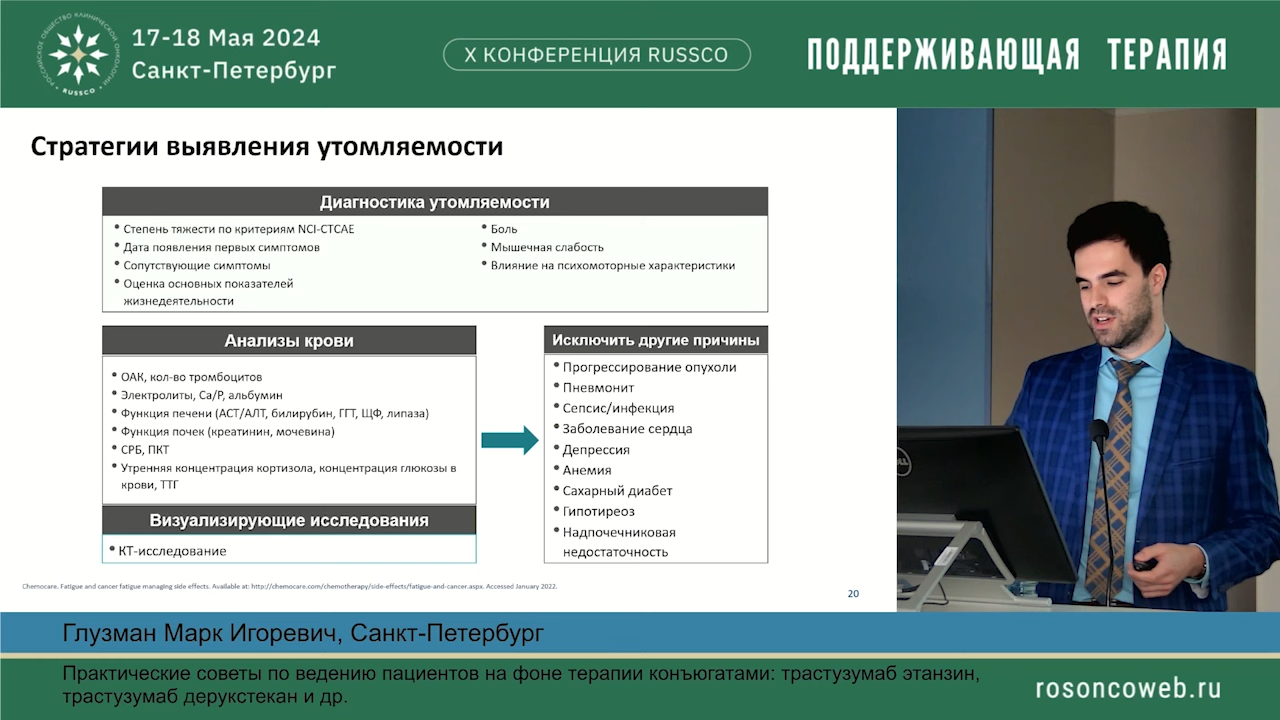 РОССИЙСКОЕ ОБЩЕСТВО КЛИНИЧЕСКОЙ ОНКОЛОГИИ
• RUSSCO •
17-18 Мая 2024
Санкт-Петербург
X КОНФЕРЕНЦИЯ RUSSCO
ПОДДЕРЖИВАЮЩАЯ ТЕРАПИЯ
Стратегии выявления утомляемости
Диагностика утомляемости
• Степень тяжести по критериям NCI-CTCAE
• Дата появления первых симптомов
• Сопутствующие симптомы
• Оценка основных показателей
жизнедеятельности
• Боль
• Мышечная слабость
• Влияние на психомоторные характеристики
Анализы крови
• ОАК, кол-во тромбоцитов
• Электролиты, Ca/P, альбумин
• Функция печени (АСТ/АЛТ, билирубин, ГГТ, ЩФ, липаза)
• Функция почек (креатинин, мочевина)
• СРБ, ПКТ
• Утренняя концентрация кортизола, концентрация глюкозы в
крови, ТТГ
Визуализирующие исследования
• КТ-исследование
Исключить другие причины
• Прогрессирование опухоли
• Пневмонит
• Сепсис/инфекция
• Заболевание сердца
• Депрессия
• Анемия
• Сахарный диабет
• Гипотиреоз
• Надпочечниковая
недостаточность
Chemocare. Fatigue and cancer fatigue managing side effects. Available at: http://chemocare.com/chemotherapy/side-effects/fatigue-and-cancer.aspx. Accessed January 2022.
20
DELL
Глузман Марк Игоревич, Санкт-Петербург
Практические советы по ведению пациентов на фоне терапии конъюгатами: трастузумаб этанзин,
трастузумаб дерукстекан и др.
rosoncoweb.ru